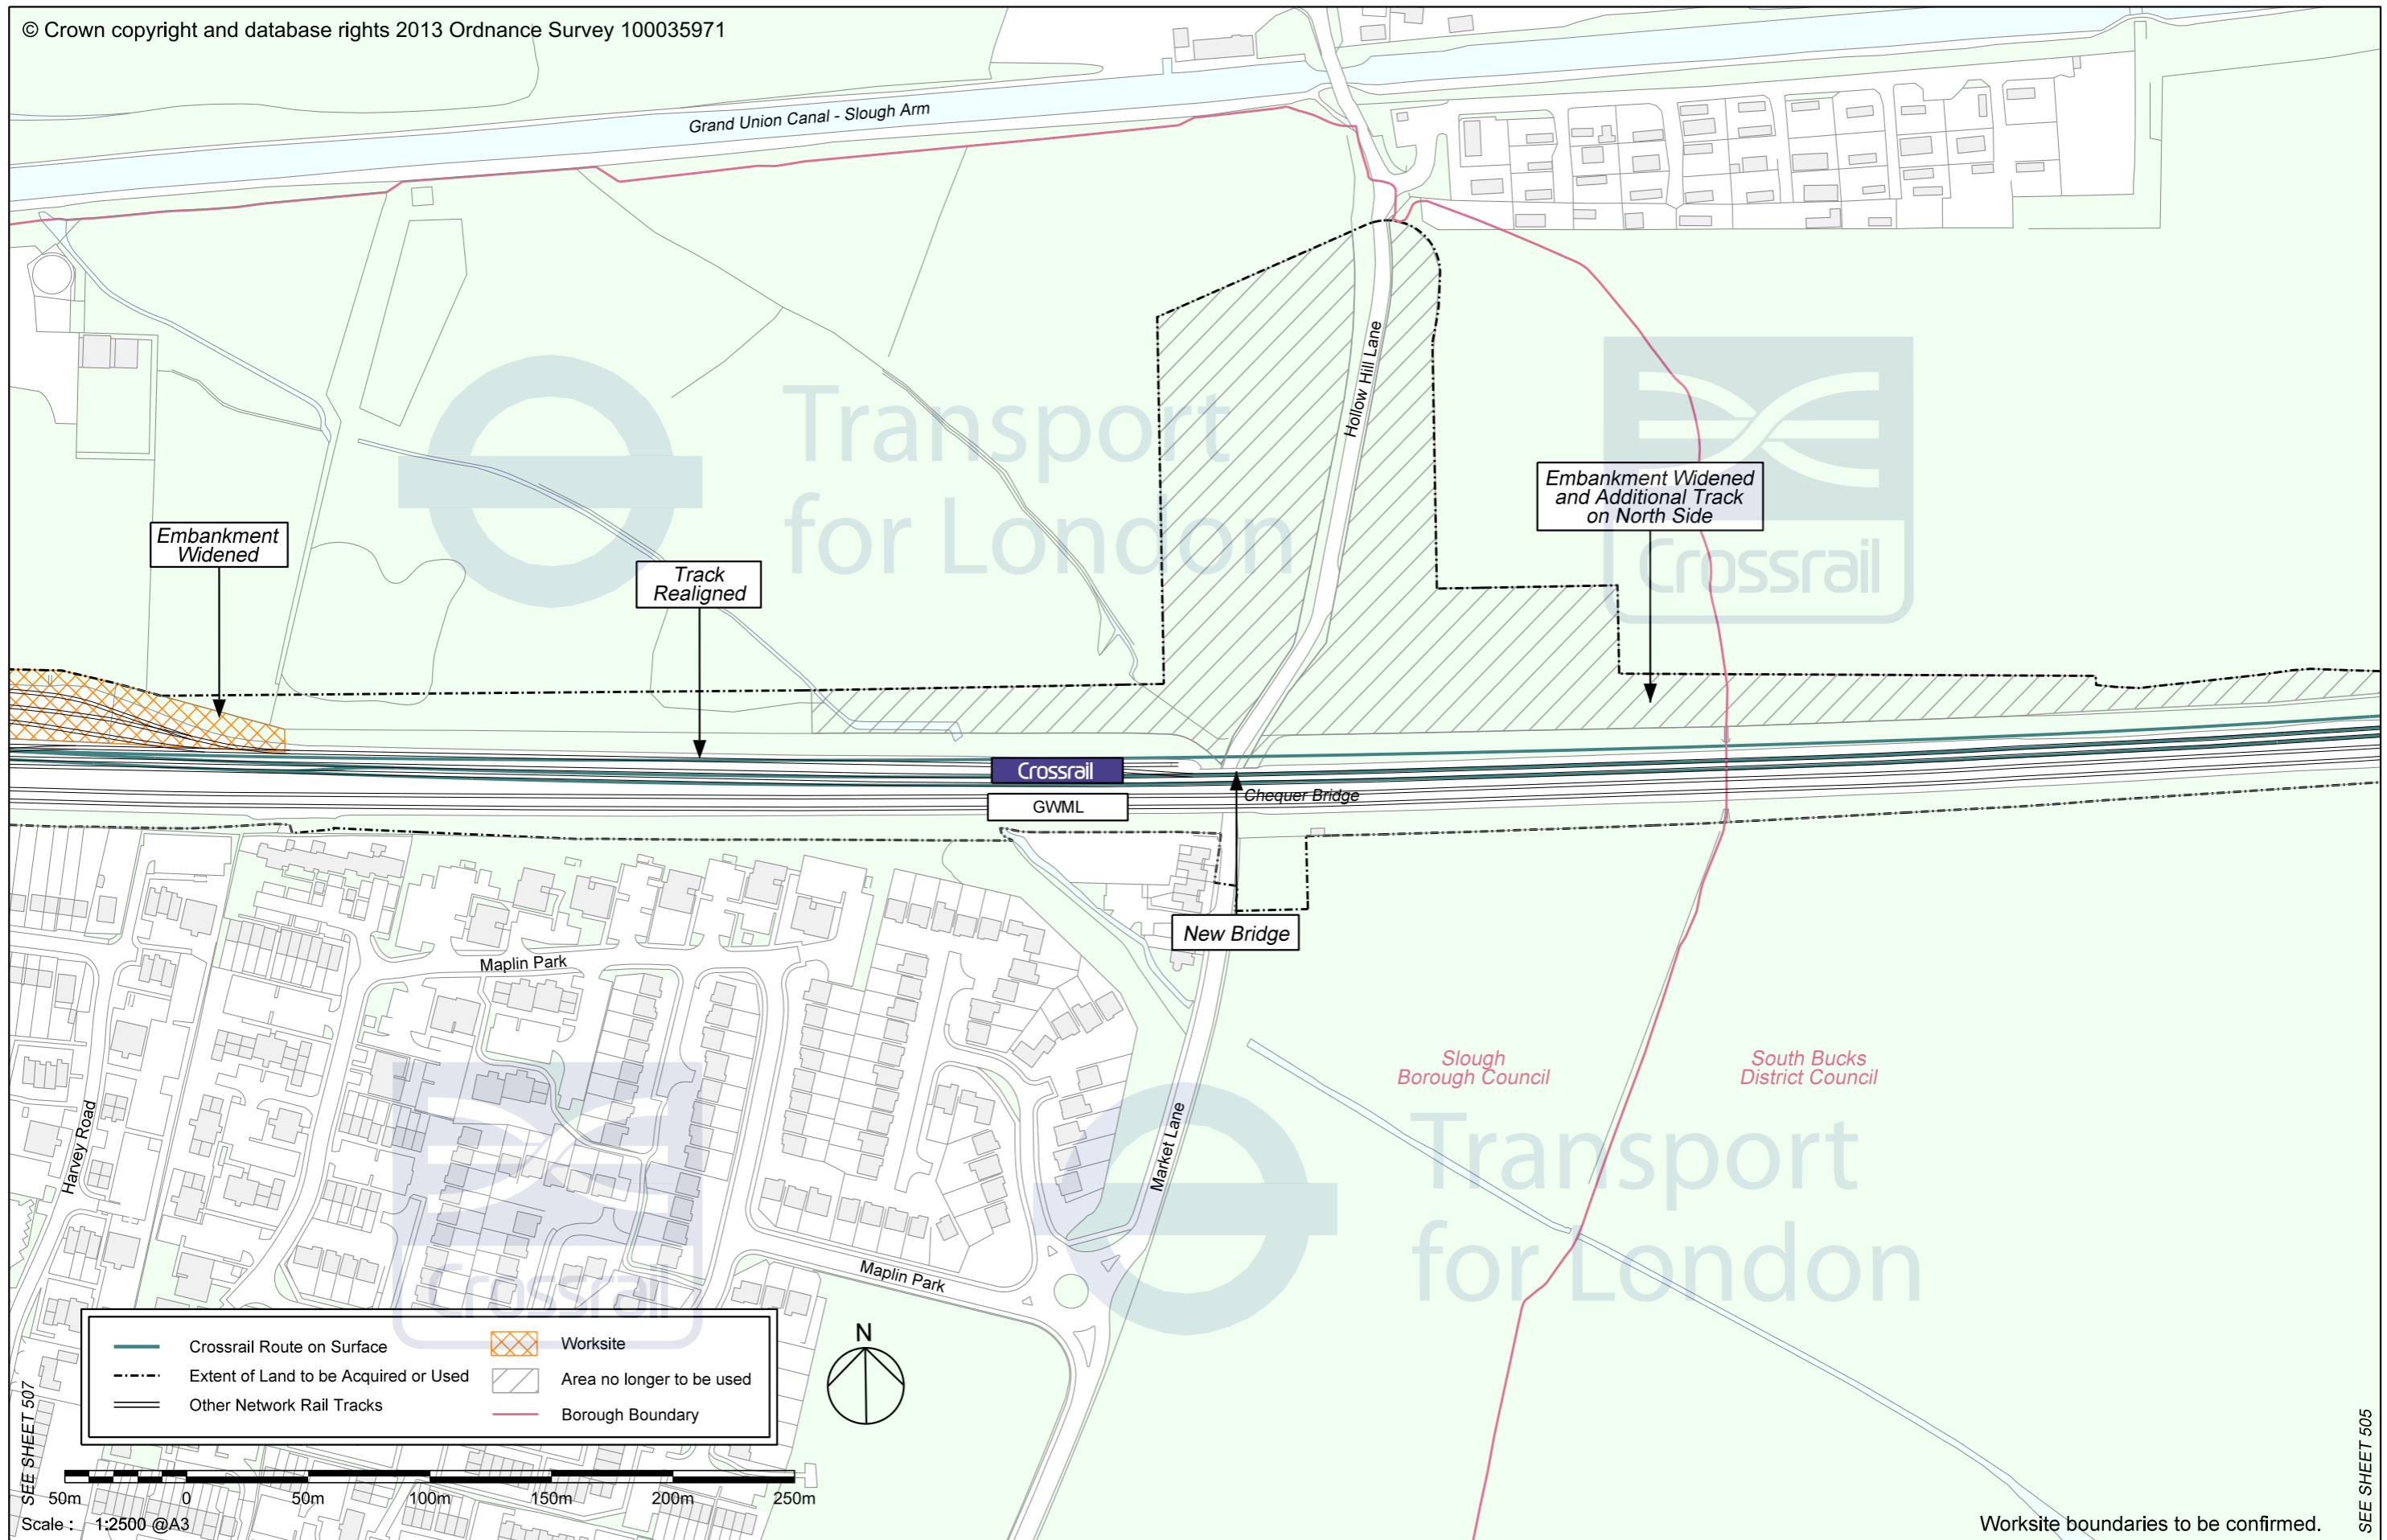 © Crown copyright and database rights 2013 Ordnance Survey 100035971
Grand Union Canal - Slough Arm
Hollow Hill Lane
Transport
for London
Crossrail
Embankment Widened
and Additional Track
on North Side
Embankment
Widened
Track
Realigned
Crossrail
GWML
Chequer Bridge
New Bridge
Maplin Park
Harvey Road
Market Lane
Slough
Borough Council
South Bucks
District Council
Transport
for London
Crossrail
Maplin Park
Crossrail Route on Surface
Extent of Land to be Acquired or Used
Other Network Rail Tracks
Worksite
Area no longer to be used
Borough Boundary
N
SEE SHEET 507
50m 0 50m 100m 150m 200m 250m
Scale : 1:2500 @A3
Worksite boundaries to be confirmed.
SEE SHEET 505